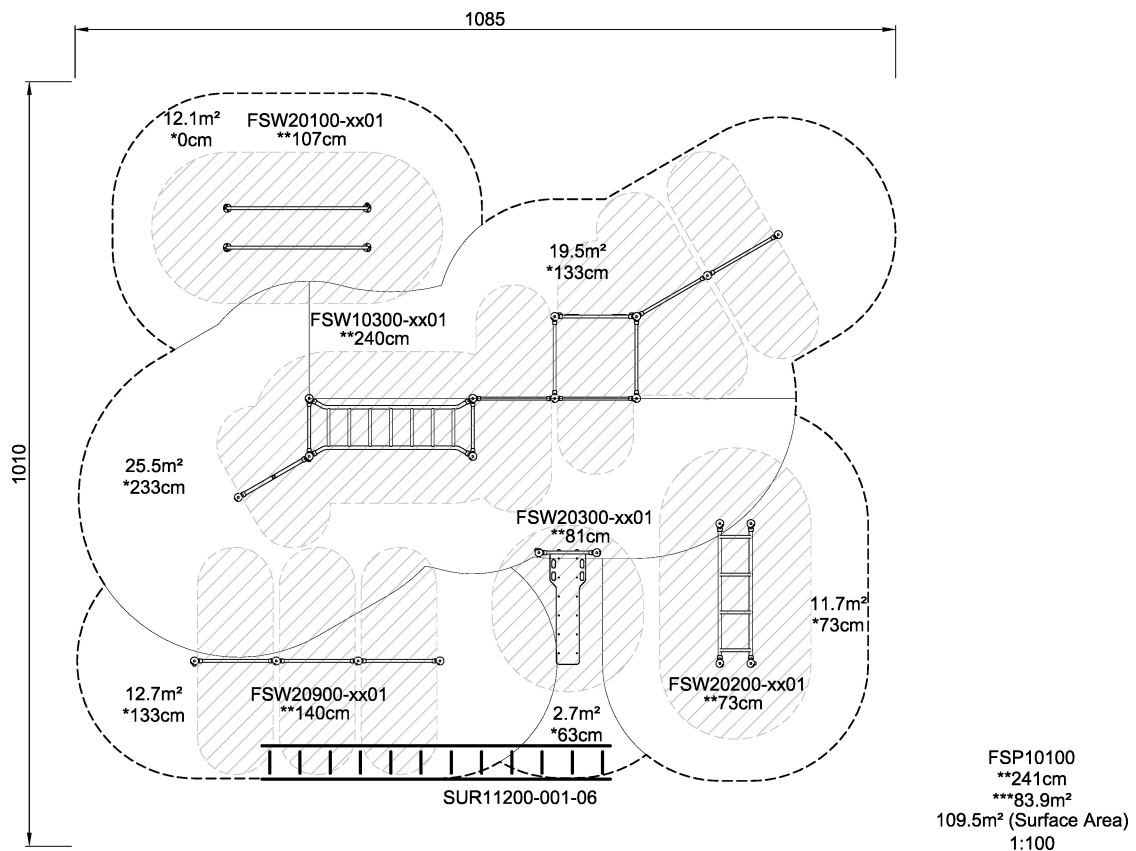 1085
12.1m²
*0cm
FSW20100-xx01
**107cm
19.5m²
*133cm
FSW10300-xx01
**240cm
1010
25.5m²
*233cm
FSW20300-xx01
**81cm
11.7m²
*73cm
FSW20200-xx01
**73cm
12.7m²
*133cm
FSW20900-xx01
**140cm
2.7m²
*63cm
SUR11200-001-06
FSP10100
**241cm
***83.9m²
109.5m² (Surface Area)
1:100